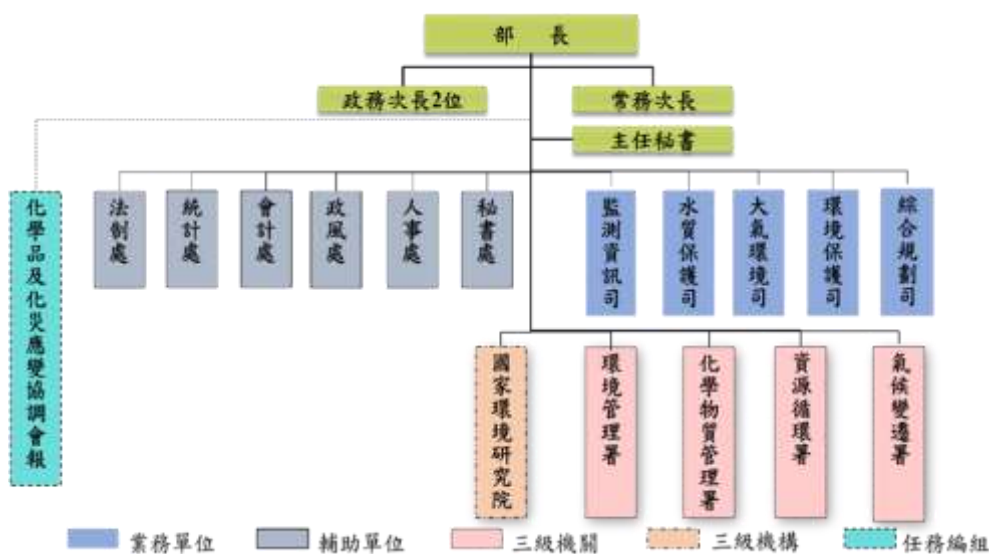 部 長
政務次長2位
常務次長
主任秘書
化學品及化災應變協調會報
法制處
統計處
會計處
政風處
人事處
秘書處
監測資訊司
水質保護司
大氣環境司
環境保護司
綜合規劃司
國家環境研究院
環境管理署
化學物質管理署
資源循環署
氣候變遷署
業務單位
輔助單位
三級機關
三級機構
任務編組